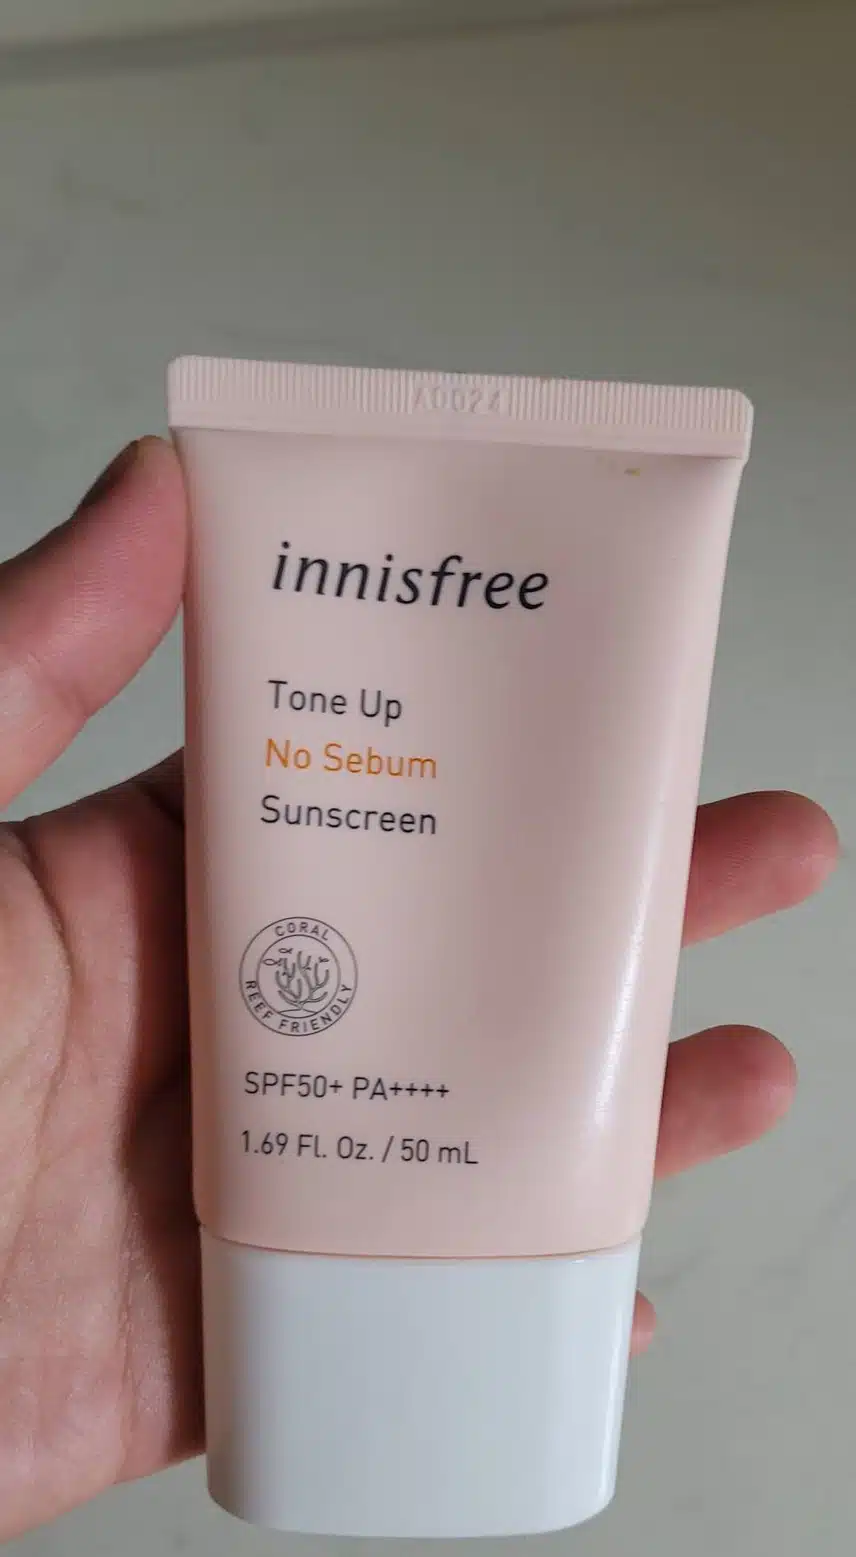 innisfree
Tone Up
No Sebum
Sunscreen
CORAL
REEF FRIENDLY
SPF50+ PA++++
1.69 Fl. Oz. / 50 mL